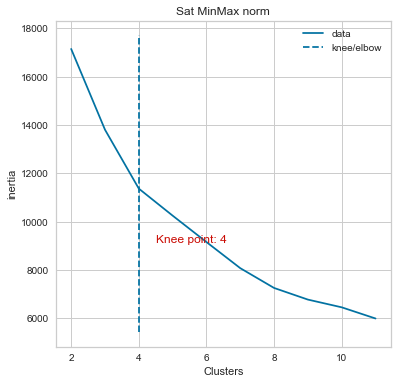 Sat MinMax norm
18000
16000
14000
12000
10000
8000
6000
inertia
data
knee/elbow
Knee point: 4
2
4
6
8
10
Clusters